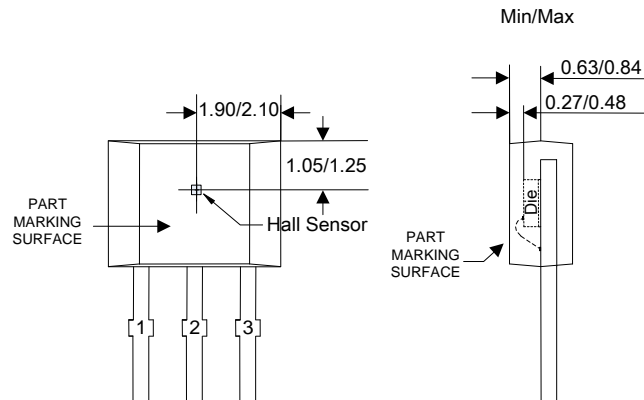 Min/Max
0.63/0.84
0.27/0.48
1.90/2.10
1.05/1.25
PART
MARKING
SURFACE
Hall Sensor
1 2 3
Die
PART
MARKING
SURFACE